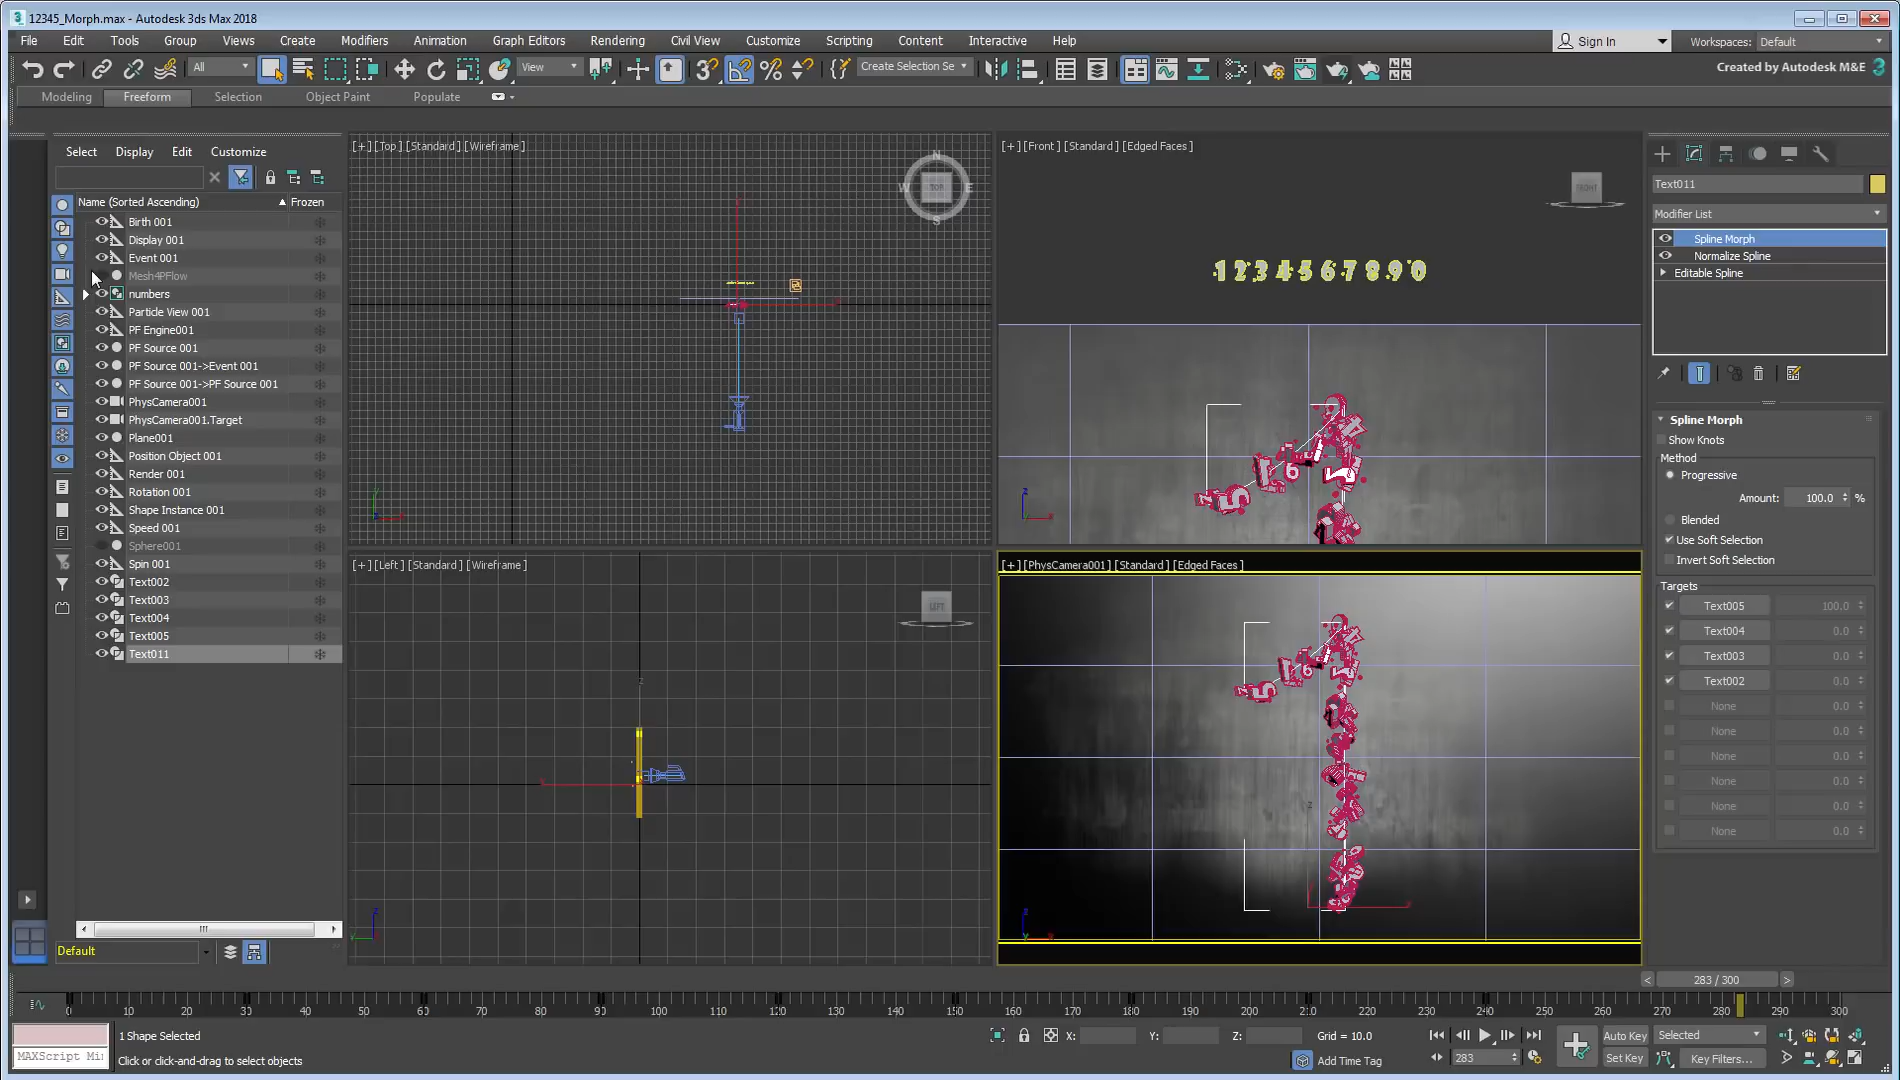 12345_Morph.max - Autodesk 3ds Max 2018
File Edit Tools Group Views Create Modifiers Animation Graph Editors Rendering Civil View Customize Scripting Content Interactive Help
Sign In
Workspaces: Default
All
View
Create Selection Se
Created by Autodesk M&E
Modeling Freeform Selection Object Paint Populate
Select Display Edit Customize
Name (Sorted Ascending)
Frozen
Birth 001
Display 001
Event 001
Mesh4PFlow
numbers
Particle View 001
PF Engine001
PF Source 001
PF Source 001->Event 001
PF Source 001->PF Source 001
PhysCamera001
PhysCamera001.Target
Plane001
Position Object 001
Render 001
Rotation 001
Shape Instance 001
Speed 001
Sphere001
Spin 001
Text002
Text003
Text004
Text005
Text011
Default
[+] [Top] [Standard] [Wireframe]
N
W TOP E
S
[+] [Front] [Standard] [Edged Faces]
FRONT
1234567890
[+] [Left] [Standard] [Wireframe]
LEFT
[+] [PhysCamera001] [Standard] [Edged Faces]
Text011
Modifier List
Spline Morph
Normalize Spline
Editable Spline
Spline Morph
Show Knots
Method
Progressive
Amount: 100.0 %
Blended
Use Soft Selection
Invert Soft Selection
Targets
Text005 100.0
Text004 0.0
Text003 0.0
Text002 0.0
None 0.0
None 0.0
None 0.0
None 0.0
None 0.0
None 0.0
283 / 300
0 10 20 30 40 50 60 70 80 90 100 110 120 130 140 150 160 170 180 190 200 210 220 230 240 250 260 270 280 290 300
MAXScript Mi
1 Shape Selected
Click or click-and-drag to select objects
X: Y: Z: Grid = 10.0
Add Time Tag
283
Auto Key Selected
Set Key Key Filters...